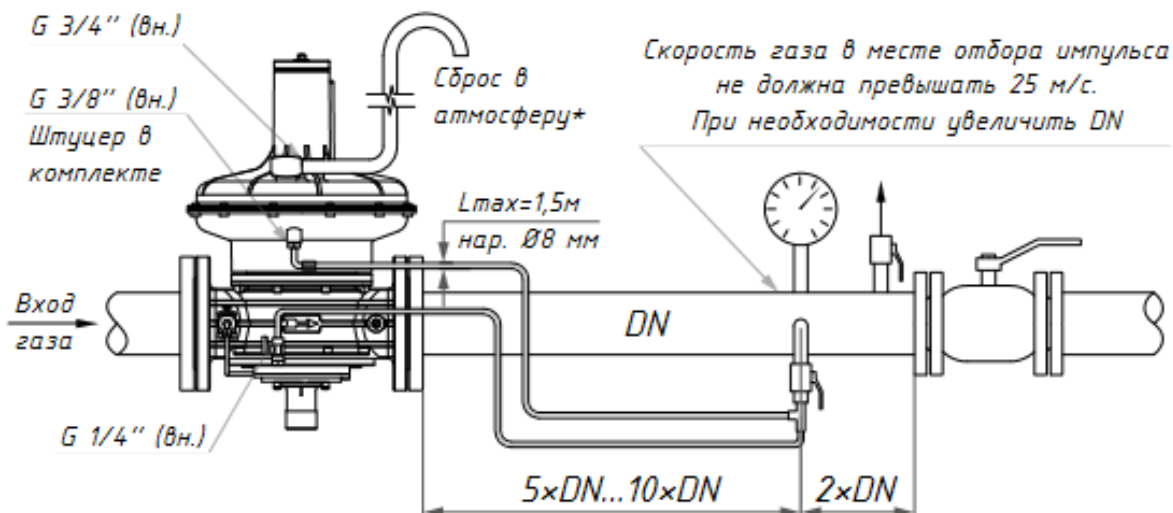 G 3/4'' (вн.)
G 3/8'' (вн.)
Штуцер в
комплекте
Сброс в
атмосферу*
Скорость газа в месте отбора импульса
не должна превышать 25 м/с.
При необходимости увеличить DN
Lmax=1,5м
нар. Ø8 мм
Вход
газа
DN
G 1/4'' (вн.)
5×DN...10×DN
2×DN